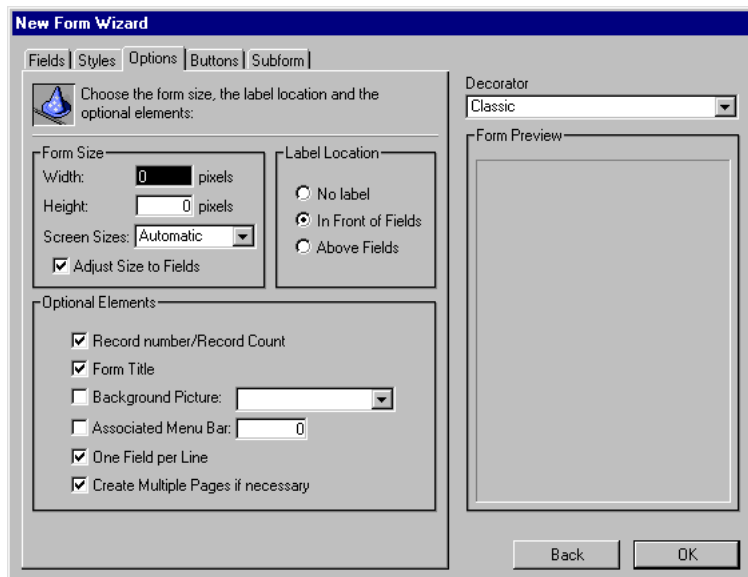 New Form Wizard
Fields Styles Options Buttons Subform
Choose the form size, the label location and the
optional elements:
Form Size
Width: 0 pixels
Height: 0 pixels
Screen Sizes: Automatic
Adjust Size to Fields
Label Location
No label
In Front of Fields
Above Fields
Optional Elements
Record number/Record Count
Form Title
Background Picture:
Associated Menu Bar: 0
One Field per Line
Create Multiple Pages if necessary
Decorator
Classic
Form Preview
Back OK